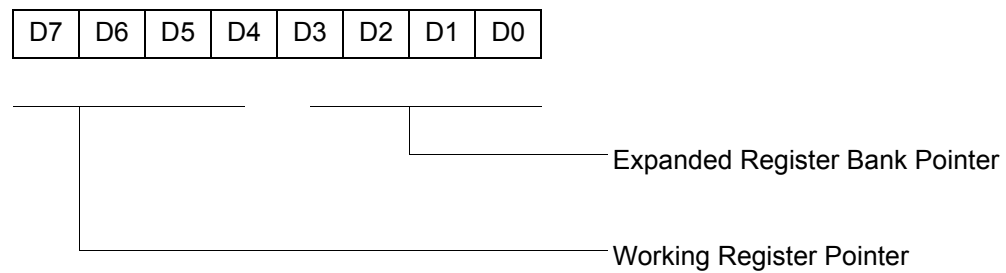 D7 D6 D5 D4 D3 D2 D1 D0
Expanded Register Bank Pointer
Working Register Pointer